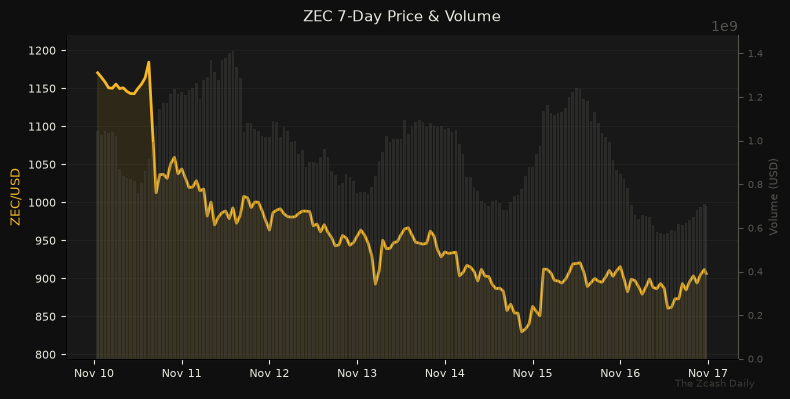 ZEC 7-Day Price & Volume
1e9
1200
1150
1100
1050
1000
950
900
850
800
ZEC/USD
1.4
1.2
1.0
0.8
0.6
0.4
0.2
0.0
Volume (USD)
Nov 10 Nov 11 Nov 12 Nov 13 Nov 14 Nov 15 Nov 16 Nov 17
The Zcash Daily